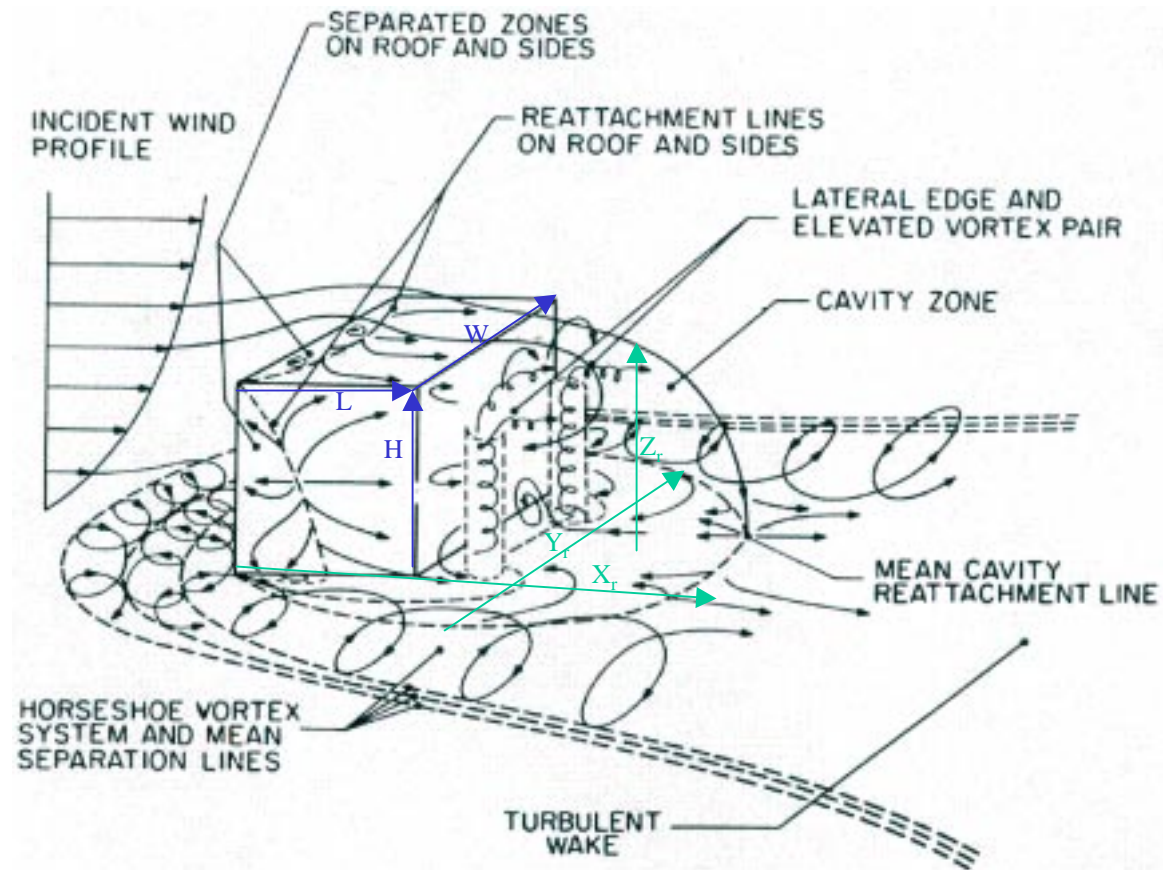 SEPARATED ZONES
ON ROOF AND SIDES
INCIDENT WIND
PROFILE
REATTACHMENT LINES
ON ROOF AND SIDES
LATERAL EDGE AND
ELEVATED VORTEX PAIR
CAVITY ZONE
W
L
H
Zr
Yr
Xr
MEAN CAVITY
REATTACHMENT LINE
HORSESHOE VORTEX
SYSTEM AND MEAN
SEPARATION LINES
TURBULENT
WAKE